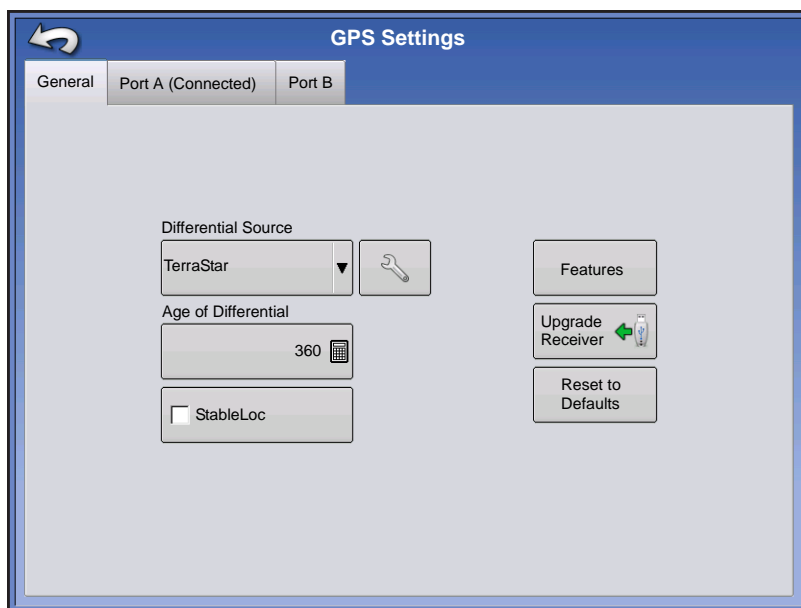 GPS Settings
General
Port A (Connected)
Port B
Differential Source
TerraStar
Age of Differential
360
StableLoc
Features
Upgrade
Receiver
Reset to
Defaults